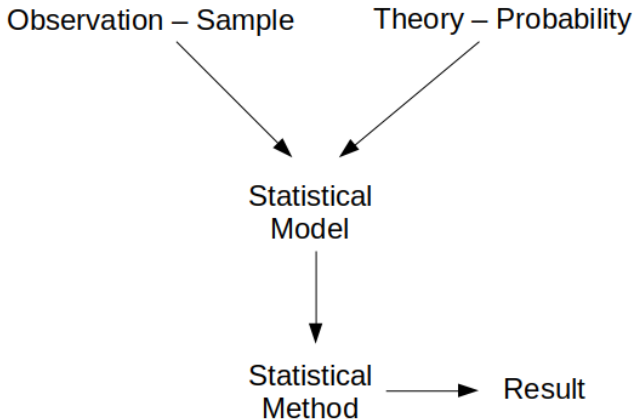 Observation – Sample
Theory – Probability
Statistical
Model
Statistical
Method
Result